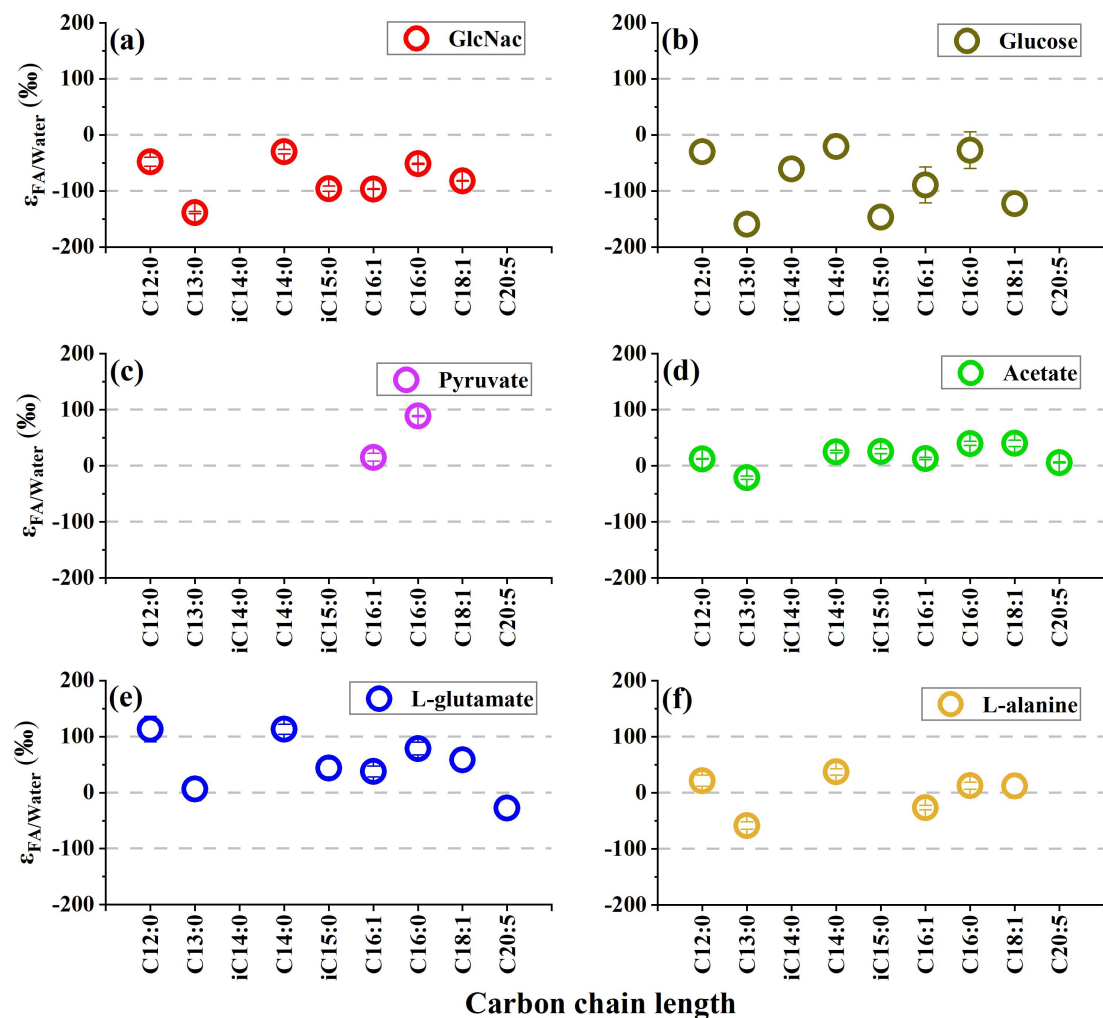 (a)
GlcNac
εFA/Water (‰)
200
100
0
-100
-200
C12:0
C13:0
iC14:0
C14:0
iC15:0
C16:1
C16:0
C18:1
C20:5
(b)
Glucose
200
100
0
-100
-200
C12:0
C13:0
iC14:0
C14:0
iC15:0
C16:1
C16:0
C18:1
C20:5
(c)
Pyruvate
εFA/Water (‰)
200
100
0
-100
-200
C12:0
C13:0
iC14:0
C14:0
iC15:0
C16:1
C16:0
C18:1
C20:5
(d)
Acetate
200
100
0
-100
-200
C12:0
C13:0
iC14:0
C14:0
iC15:0
C16:1
C16:0
C18:1
C20:5
(e)
L-glutamate
εFA/Water (‰)
200
100
0
-100
-200
C12:0
C13:0
iC14:0
C14:0
iC15:0
C16:1
C16:0
C18:1
C20:5
(f)
L-alanine
200
100
0
-100
-200
C12:0
C13:0
iC14:0
C14:0
iC15:0
C16:1
C16:0
C18:1
C20:5
Carbon chain length